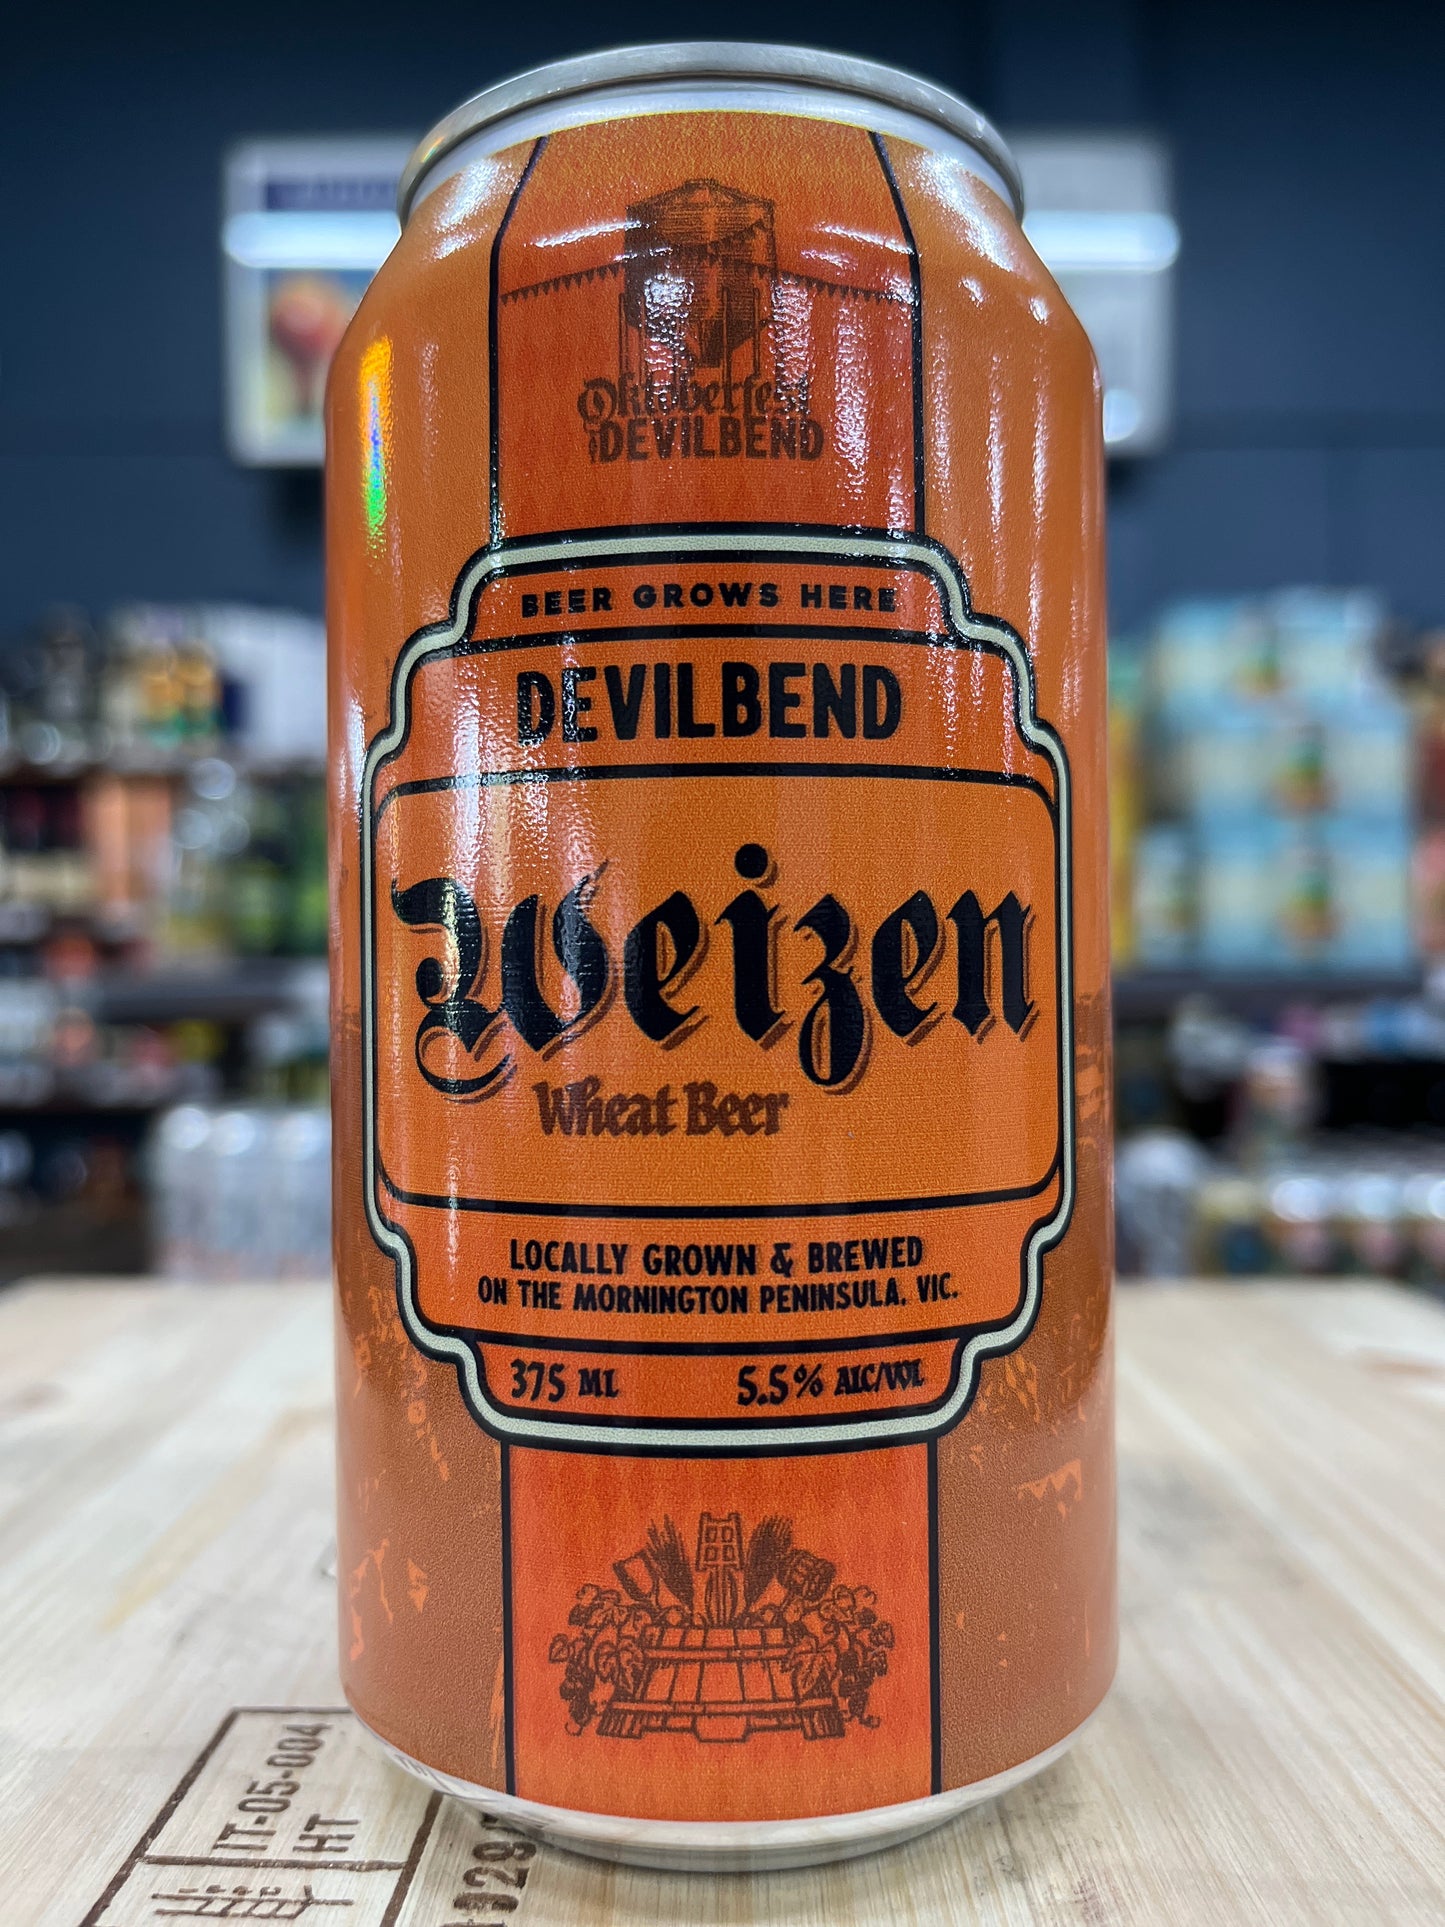 Oktoberfest
AT DEVILBEND
BEER GROWS HERE
DEVILBEND
Weizen
Wheat Beer
LOCALLY GROWN & BREWED
ON THE MORNINGTON PENINSULA, VIC.
375 ML 5.5% ALC/VOL
IT-05-004
HT